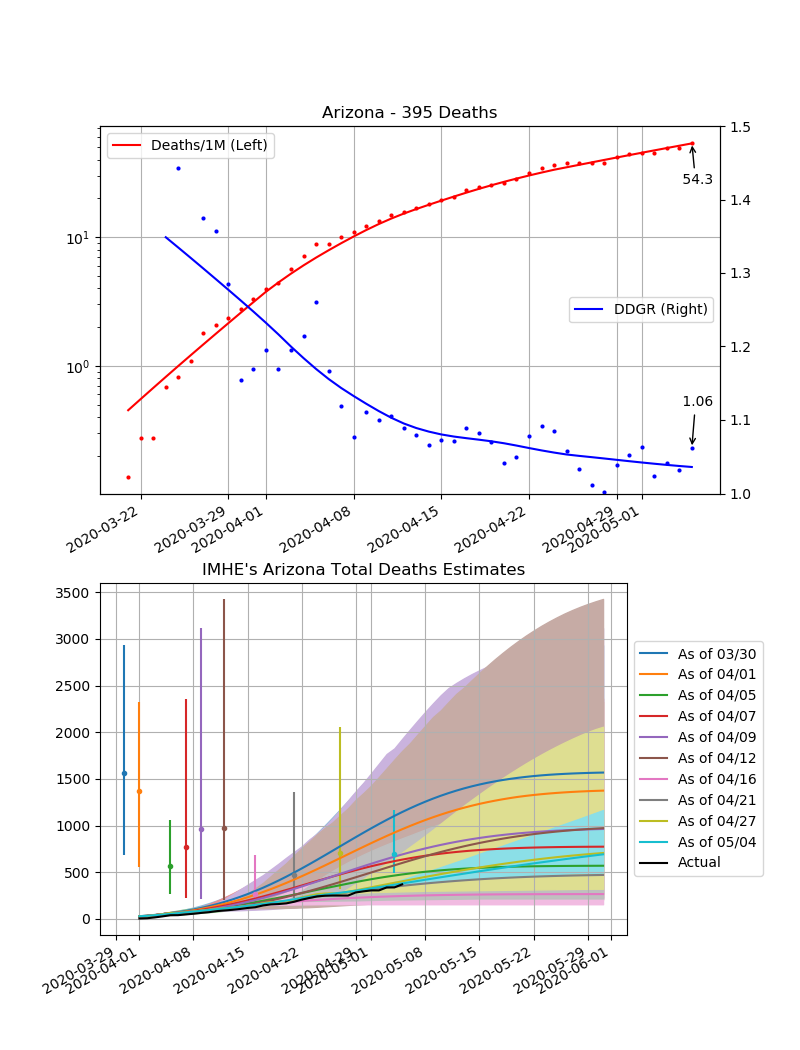 Arizona - 395 Deaths
Deaths/1M (Left)
DDGR (Right)
54.3
1.06
10¹
10⁰
1.5
1.4
1.3
1.2
1.1
1.0
2020-03-22
2020-03-29
2020-04-01
2020-04-08
2020-04-15
2020-04-22
2020-04-29
2020-05-01
IMHE's Arizona Total Deaths Estimates
3500
3000
2500
2000
1500
1000
500
0
2020-03-29
2020-04-01
2020-04-08
2020-04-15
2020-04-22
2020-04-29
2020-05-01
2020-05-08
2020-05-15
2020-05-22
2020-05-29
2020-06-01
As of 03/30
As of 04/01
As of 04/05
As of 04/07
As of 04/09
As of 04/12
As of 04/16
As of 04/21
As of 04/27
As of 05/04
Actual